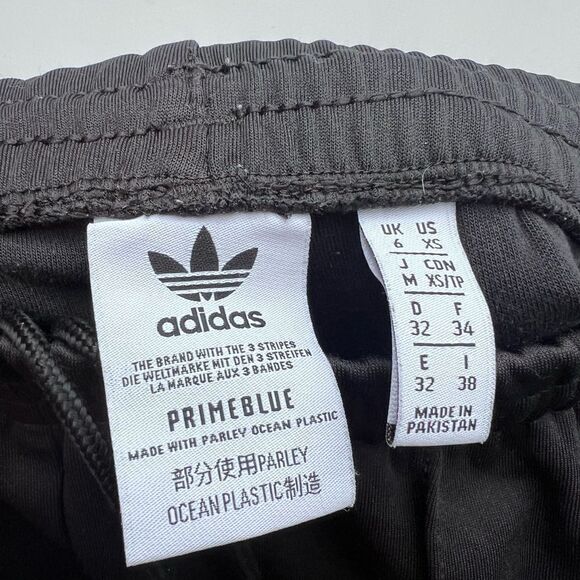 adidas
THE BRAND WITH THE 3 STRIPES
DIE WELTMARKE MIT DEN 3 STREIFEN
LA MARQUE AUX 3 BANDES
PRIMEBLUE
MADE WITH PARLEY OCEAN PLASTIC
部分使用PARLEY
OCEAN PLASTIC制造
UK US
6 XS
J CDN
M XS/TP
D F
32 34
E I
32 38
MADE IN
PAKISTAN